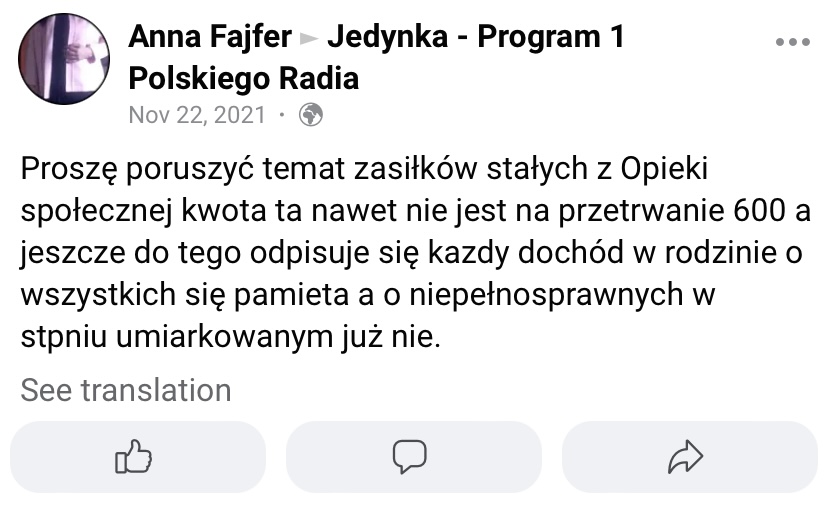 Anna Fajfer ► Jedynka - Program 1
Polskiego Radia
Nov 22, 2021 ·
Proszę poruszyć temat zasiłków stałych z Opieki
społecznej kwota ta nawet nie jest na przetrwanie 600 a
jeszcze do tego odpisuje się kazdy dochód w rodzinie o
wszystkich się pamieta a o niepełnosprawnych w
stpniu umiarkowanym już nie.
See translation